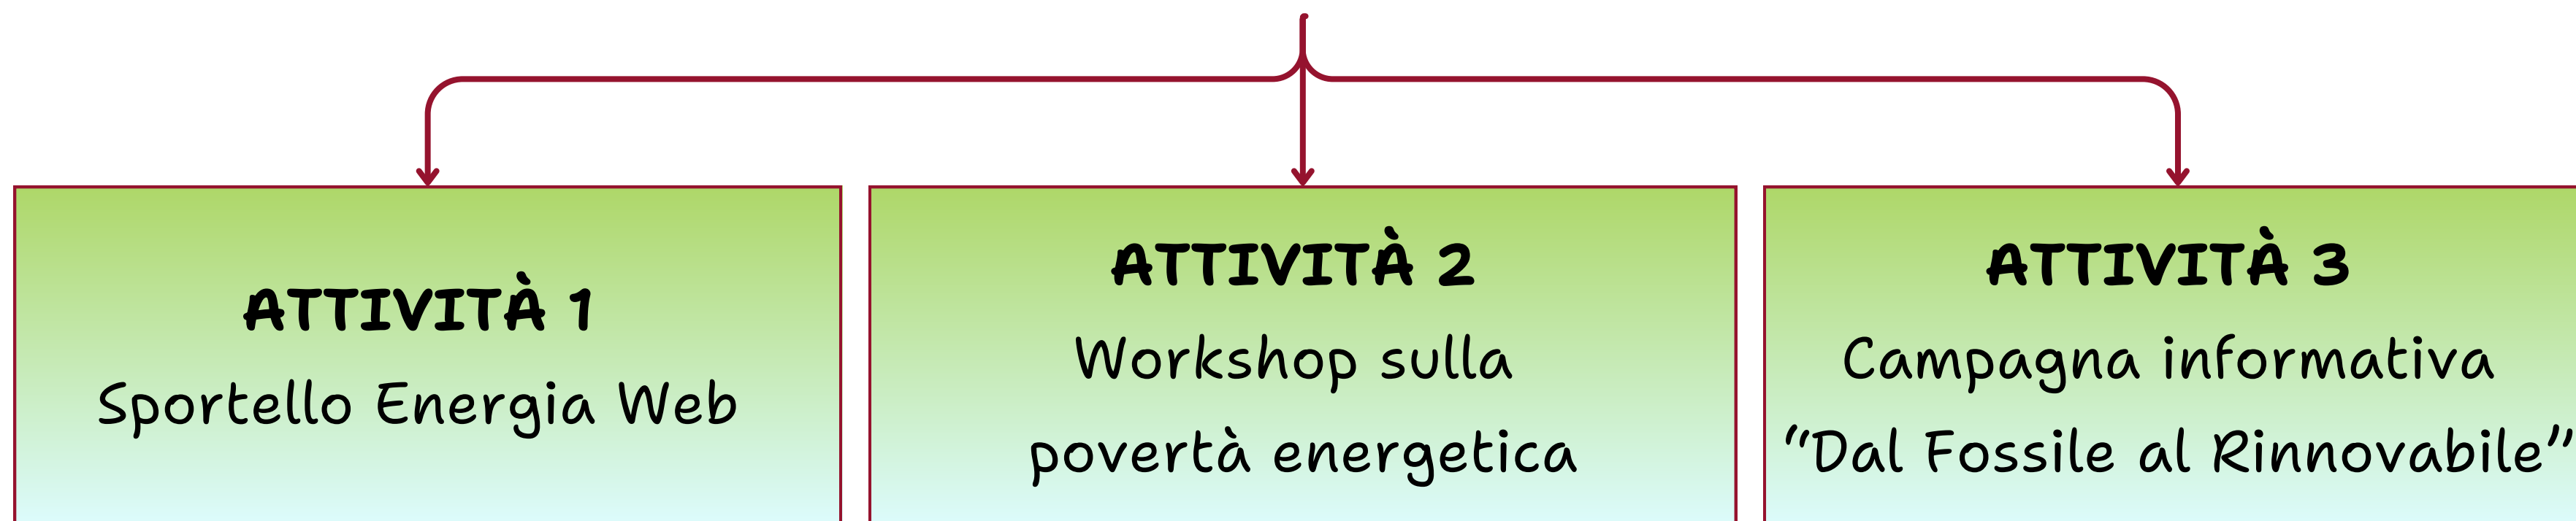 ATTIVITÀ 1
Sportello Energia Web
ATTIVITÀ 2
Workshop sulla
povertà energetica
ATTIVITÀ 3
Campagna informativa
“Dal Fossile al Rinnovabile”